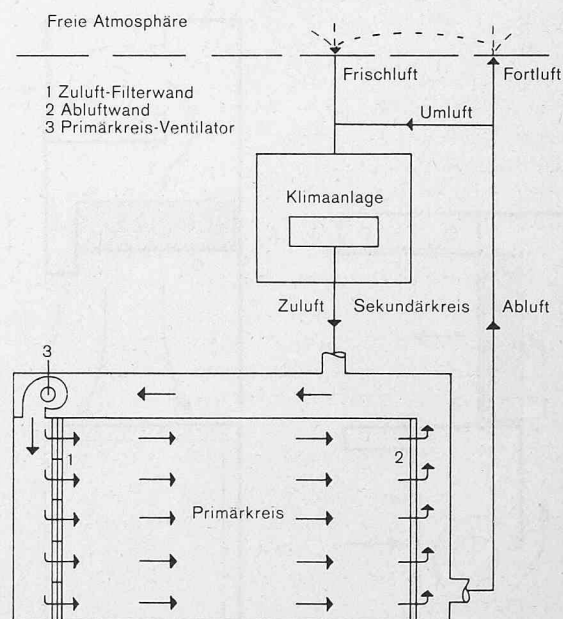 Freie Atmosphäre
Frischluft
Fortluft
1 Zuluft-Filterwand
2 Abluftwand
3 Primärkreis-Ventilator
Umluft
Klimaanlage
Zuluft
Sekundärkreis
Abluft
3
1
2
Primärkreis